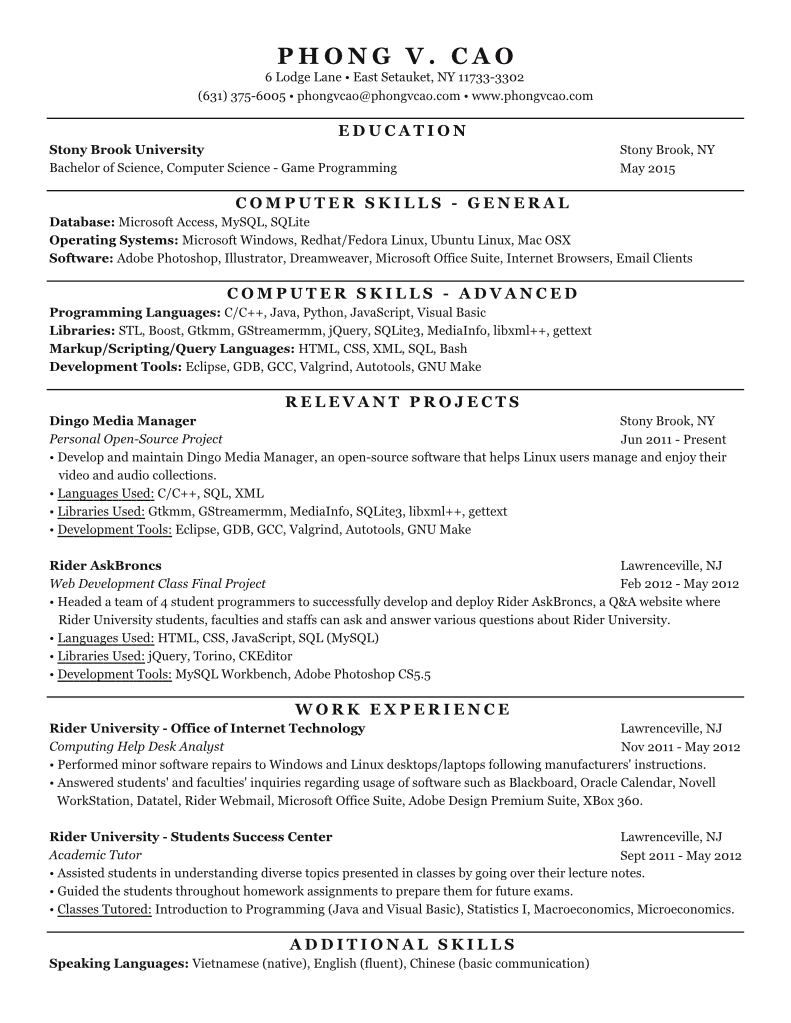 PHONG V. CAO
6 Lodge Lane • East Setauket, NY 11733-3302
(631) 375-6005 • phongvcao@phongvcao.com • www.phongvcao.com
EDUCATION
Stony Brook University Stony Brook, NY
Bachelor of Science, Computer Science - Game Programming May 2015
COMPUTER SKILLS - GENERAL
Database: Microsoft Access, MySQL, SQLite
Operating Systems: Microsoft Windows, Redhat/Fedora Linux, Ubuntu Linux, Mac OSX
Software: Adobe Photoshop, Illustrator, Dreamweaver, Microsoft Office Suite, Internet Browsers, Email Clients
COMPUTER SKILLS - ADVANCED
Programming Languages: C/C++, Java, Python, JavaScript, Visual Basic
Libraries: STL, Boost, Gtkmm, GStreamermm, jQuery, SQLite3, MediaInfo, libxml++, gettext
Markup/Scripting/Query Languages: HTML, CSS, XML, SQL, Bash
Development Tools: Eclipse, GDB, GCC, Valgrind, Autotools, GNU Make
RELEVANT PROJECTS
Dingo Media Manager Stony Brook, NY
Personal Open-Source Project Jun 2011 - Present
• Develop and maintain Dingo Media Manager, an open-source software that helps Linux users manage and enjoy their
video and audio collections.
• Languages Used: C/C++, SQL, XML
• Libraries Used: Gtkmm, GStreamermm, MediaInfo, SQLite3, libxml++, gettext
• Development Tools: Eclipse, GDB, GCC, Valgrind, Autotools, GNU Make
Rider AskBroncs Lawrenceville, NJ
Web Development Class Final Project Feb 2012 - May 2012
• Headed a team of 4 student programmers to successfully develop and deploy Rider AskBroncs, a Q&A website where
Rider University students, faculties and staffs can ask and answer various questions about Rider University.
• Languages Used: HTML, CSS, JavaScript, SQL (MySQL)
• Libraries Used: jQuery, Torino, CKEditor
• Development Tools: MySQL Workbench, Adobe Photoshop CS5.5
WORK EXPERIENCE
Rider University - Office of Internet Technology Lawrenceville, NJ
Computing Help Desk Analyst Nov 2011 - May 2012
• Performed minor software repairs to Windows and Linux desktops/laptops following manufacturers' instructions.
• Answered students' and faculties' inquiries regarding usage of software such as Blackboard, Oracle Calendar, Novell
WorkStation, Datatel, Rider Webmail, Microsoft Office Suite, Adobe Design Premium Suite, XBox 360.
Rider University - Students Success Center Lawrenceville, NJ
Academic Tutor Sept 2011 - May 2012
• Assisted students in understanding diverse topics presented in classes by going over their lecture notes.
• Guided the students throughout homework assignments to prepare them for future exams.
• Classes Tutored: Introduction to Programming (Java and Visual Basic), Statistics I, Macroeconomics, Microeconomics.
ADDITIONAL SKILLS
Speaking Languages: Vietnamese (native), English (fluent), Chinese (basic communication)